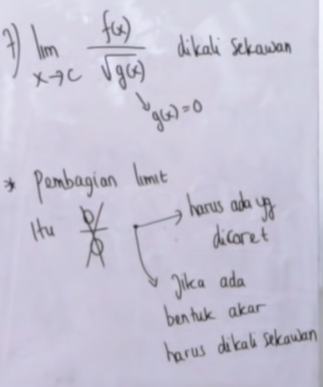 7) lim x→c f(x)/√g(x) dikali sekawan
g(x) = 0
* Pembagian limit
itu 0/0 → harus ada yg
dicoret
Jika ada
bentuk akar
harus dikali sekawan